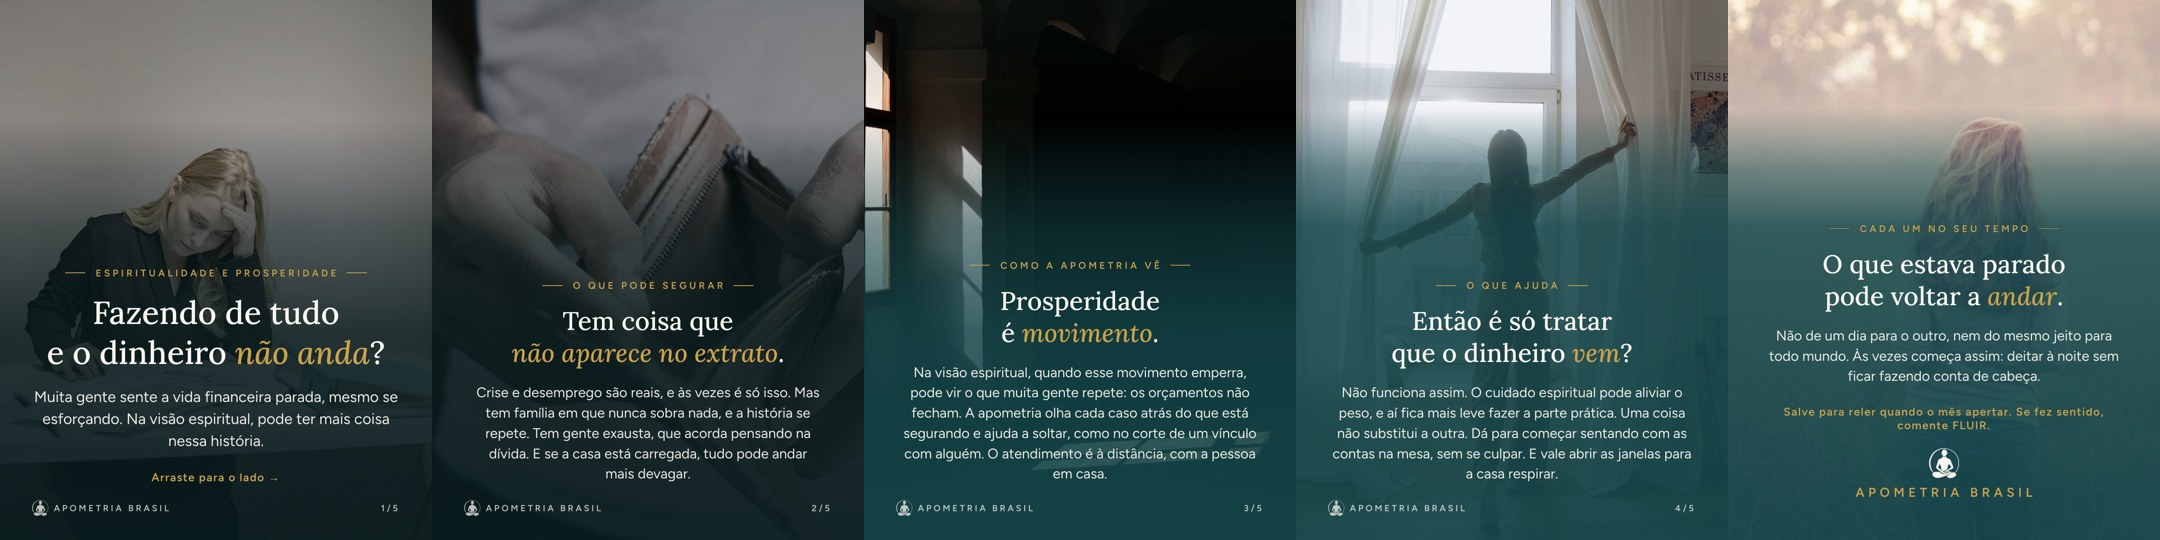 ESPIRITUALIDADE E PROSPERIDADE
Fazendo de tudo
e o dinheiro não anda?
Muita gente sente a vida financeira parada, mesmo se
esforçando. Na visão espiritual, pode ter mais coisa
nessa história.
Arraste para o lado →
APOMETRIA BRASIL
1/5
O QUE PODE SEGURAR
Tem coisa que
não aparece no extrato.
Crise e desemprego são reais, e às vezes é só isso. Mas
tem família em que nunca sobra nada, e a história se
repete. Tem gente exausta, que acorda pensando na
dívida. E se a casa está carregada, tudo pode andar
mais devagar.
APOMETRIA BRASIL
2/5
COMO A APOMETRIA VÊ
Prosperidade
é movimento.
Na visão espiritual, quando esse movimento emperra,
pode vir o que muita gente repete: os orçamentos não
fecham. A apometria olha cada caso atrás do que está
segurando e ajuda a soltar, como no corte de um vínculo
com alguém. O atendimento é à distância, com a pessoa
em casa.
APOMETRIA BRASIL
3/5
ATISSE
O QUE AJUDA
Então é só tratar
que o dinheiro vem?
Não funciona assim. O cuidado espiritual pode aliviar o
peso, e aí fica mais leve fazer a parte prática. Uma coisa
não substitui a outra. Dá para começar sentando com as
contas na mesa, sem se culpar. E vale abrir as janelas para
a casa respirar.
APOMETRIA BRASIL
4/5
CADA UM NO SEU TEMPO
O que estava parado
pode voltar a andar.
Não de um dia para o outro, nem do mesmo jeito para
todo mundo. Às vezes começa assim: deitar à noite sem
ficar fazendo conta de cabeça.
Salve para reler quando o mês apertar. Se fez sentido,
comente FLUIR.
APOMETRIA BRASIL